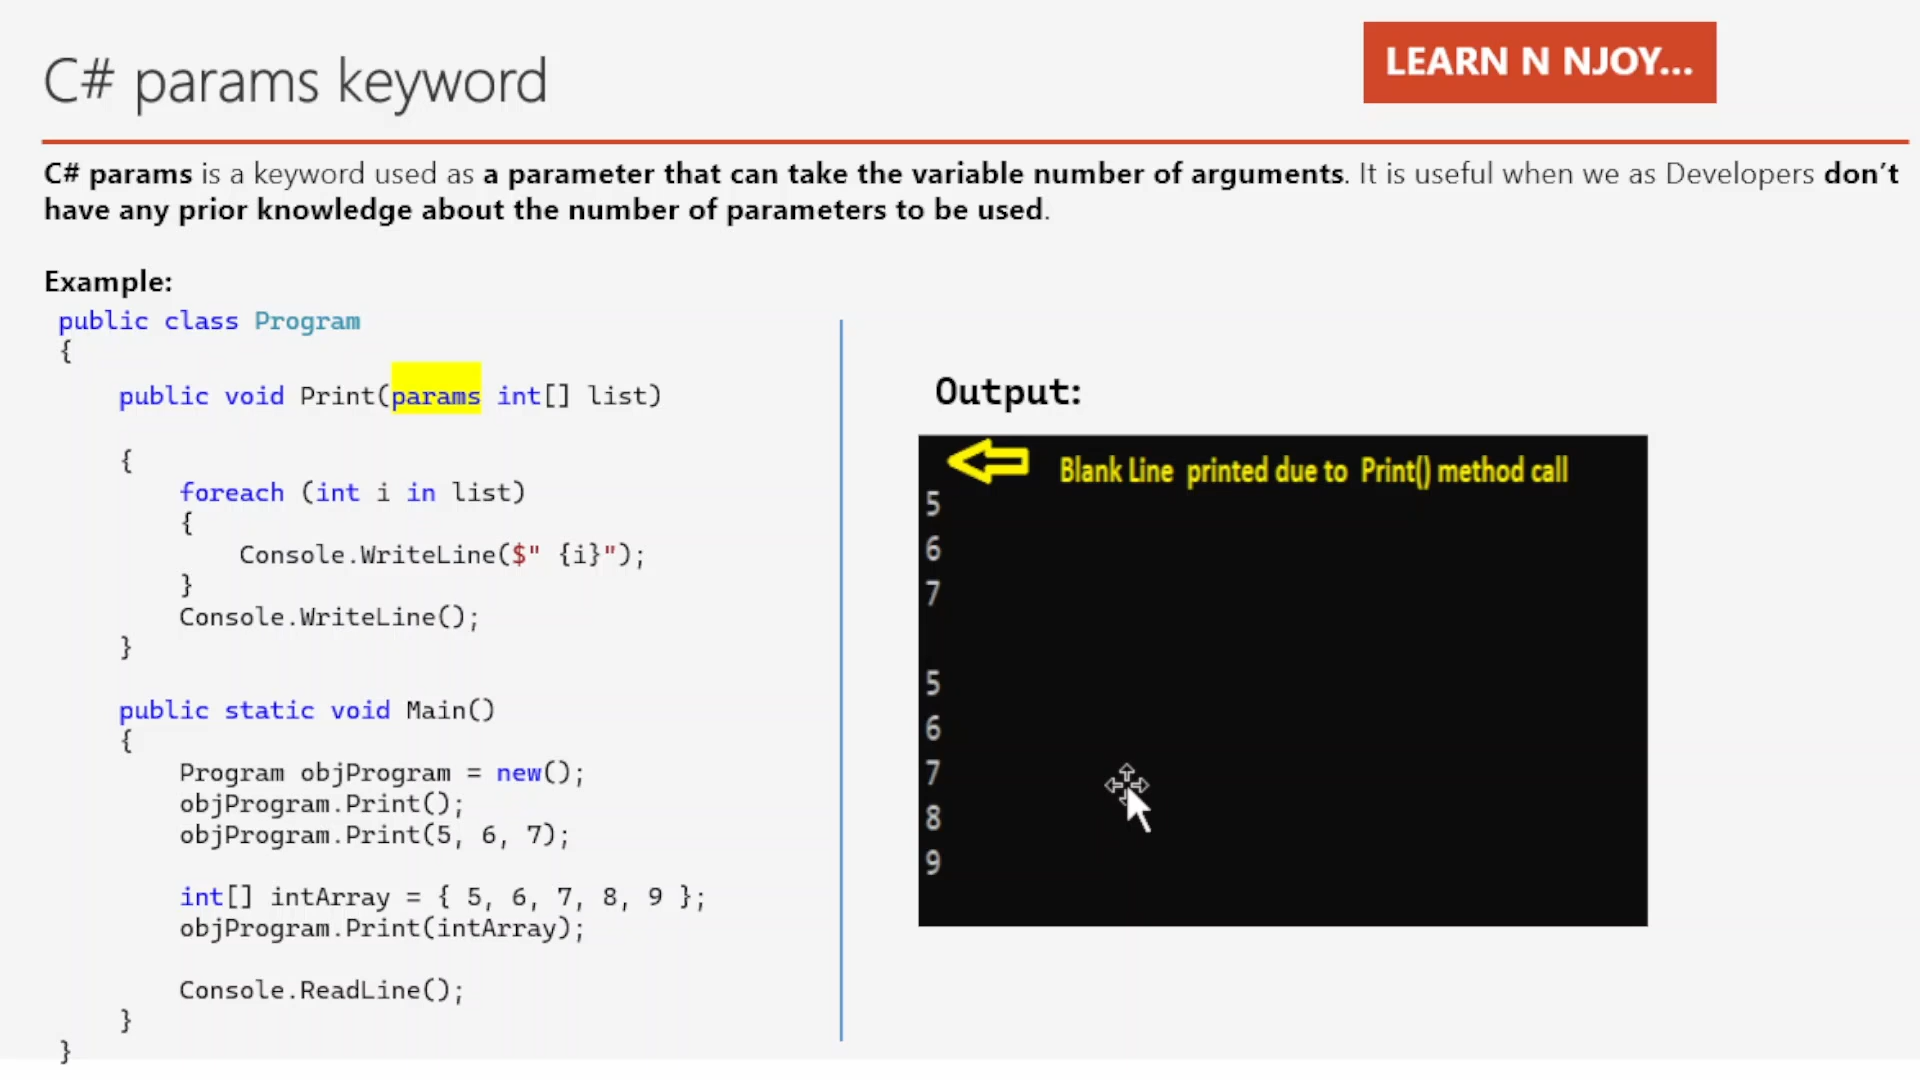 C# params keyword
LEARN N NJOY...
C# params is a keyword used as a parameter that can take the variable number of arguments. It is useful when we as Developers don't
have any prior knowledge about the number of parameters to be used.
Example:
public class Program
{
public void Print(params int[] list)
{
foreach (int i in list)
{
Console.WriteLine($" {i}");
}
Console.WriteLine();
}
public static void Main()
{
Program objProgram = new();
objProgram.Print();
objProgram.Print(5, 6, 7);
int[] intArray = { 5, 6, 7, 8, 9 };
objProgram.Print(intArray);
Console.ReadLine();
}
}
Output:
Blank Line printed due to Print() method call
5
6
7
5
6
7
8
9